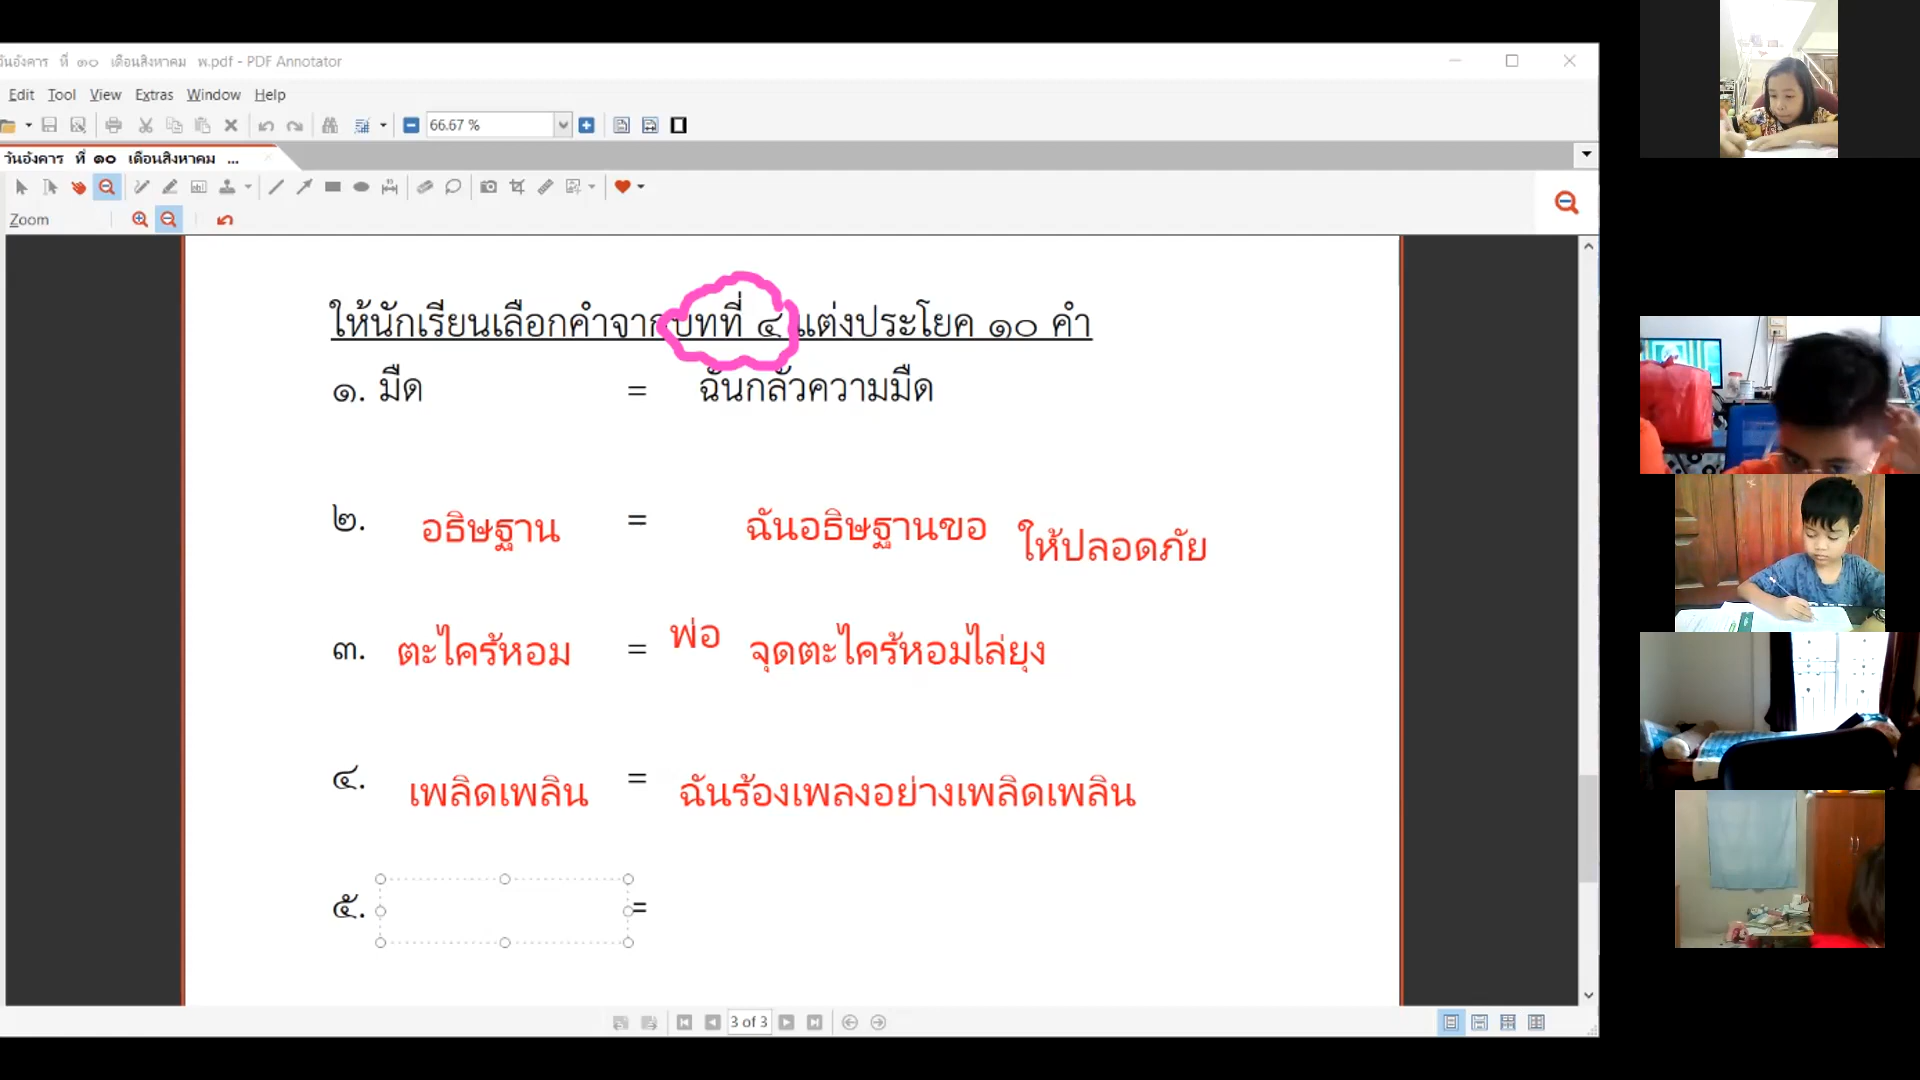 วันอังคาร ที่ ๑๐ เดือนสิงหาคม พ.pdf - PDF Annotator
Edit Tool View Extras Window Help
66.67 %
วันอังคาร ที่ ๑๐ เดือนสิงหาคม ...
Zoom
ให้นักเรียนเลือกคำจากบทที่ ๔ แต่งประโยค ๑๐ คำ
๑. มืด = ฉันกลัวความมืด
๒. อธิษฐาน = ฉันอธิษฐานขอ ให้ปลอดภัย
๓. ตะไคร้หอม = พ่อ จุดตะไคร้หอมไล่ยุง
๔. เพลิดเพลิน = ฉันร้องเพลงอย่างเพลิดเพลิน
๕. =
3 of 3